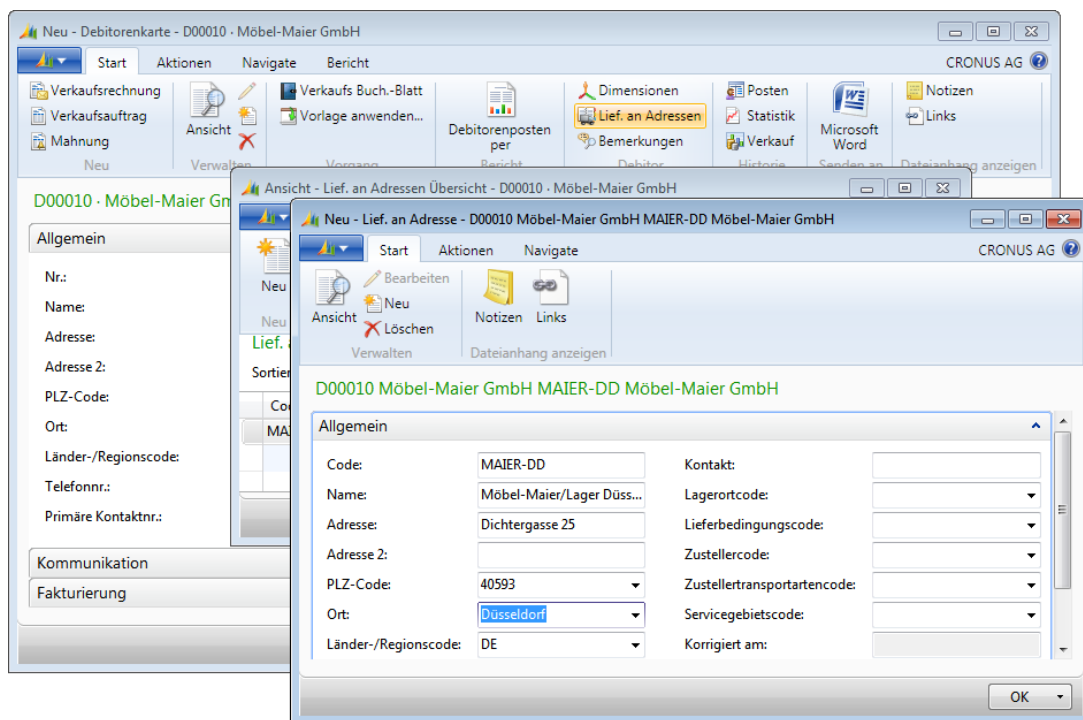 Neu - Debitorenkarte - D00010 · Möbel-Maier GmbH
Start Aktionen Navigate Bericht CRONUS AG
Verkaufsrechnung
Verkaufsauftrag
Mahnung
Neu
Ansicht
Verwalten
Verkaufs Buch.-Blatt
Vorlage anwenden...
Vorgang
Debitorenposten
per
Bericht
Dimensionen
Lief. an Adressen
Bemerkungen
Debitor
Posten
Statistik
Verkauf
Historie
Microsoft
Word
Senden an
Notizen
Links
Dateianhang anzeigen
D00010 · Möbel-Maier Gm
Allgemein
Nr.:
Name:
Adresse:
Adresse 2:
PLZ-Code:
Ort:
Länder-/Regionscode:
Telefonnr.:
Primäre Kontaktnr.:
Kommunikation
Fakturierung
Ansicht - Lief. an Adressen Übersicht - D00010 · Möbel-Maier GmbH
Neu
Neu
Lief.
Sortier
Co
MAI
Neu - Lief. an Adresse - D00010 Möbel-Maier GmbH MAIER-DD Möbel-Maier GmbH
Start Aktionen Navigate CRONUS AG
Ansicht
Bearbeiten
Neu
Löschen
Verwalten
Notizen Links
Dateianhang anzeigen
D00010 Möbel-Maier GmbH MAIER-DD Möbel-Maier GmbH
Allgemein
Code: MAIER-DD Kontakt:
Name: Möbel-Maier/Lager Düss... Lagerortcode:
Adresse: Dichtergasse 25 Lieferbedingungscode:
Adresse 2: Zustellercode:
PLZ-Code: 40593 Zustellertransportartencode:
Ort: Düsseldorf Servicegebietscode:
Länder-/Regionscode: DE Korrigiert am:
OK